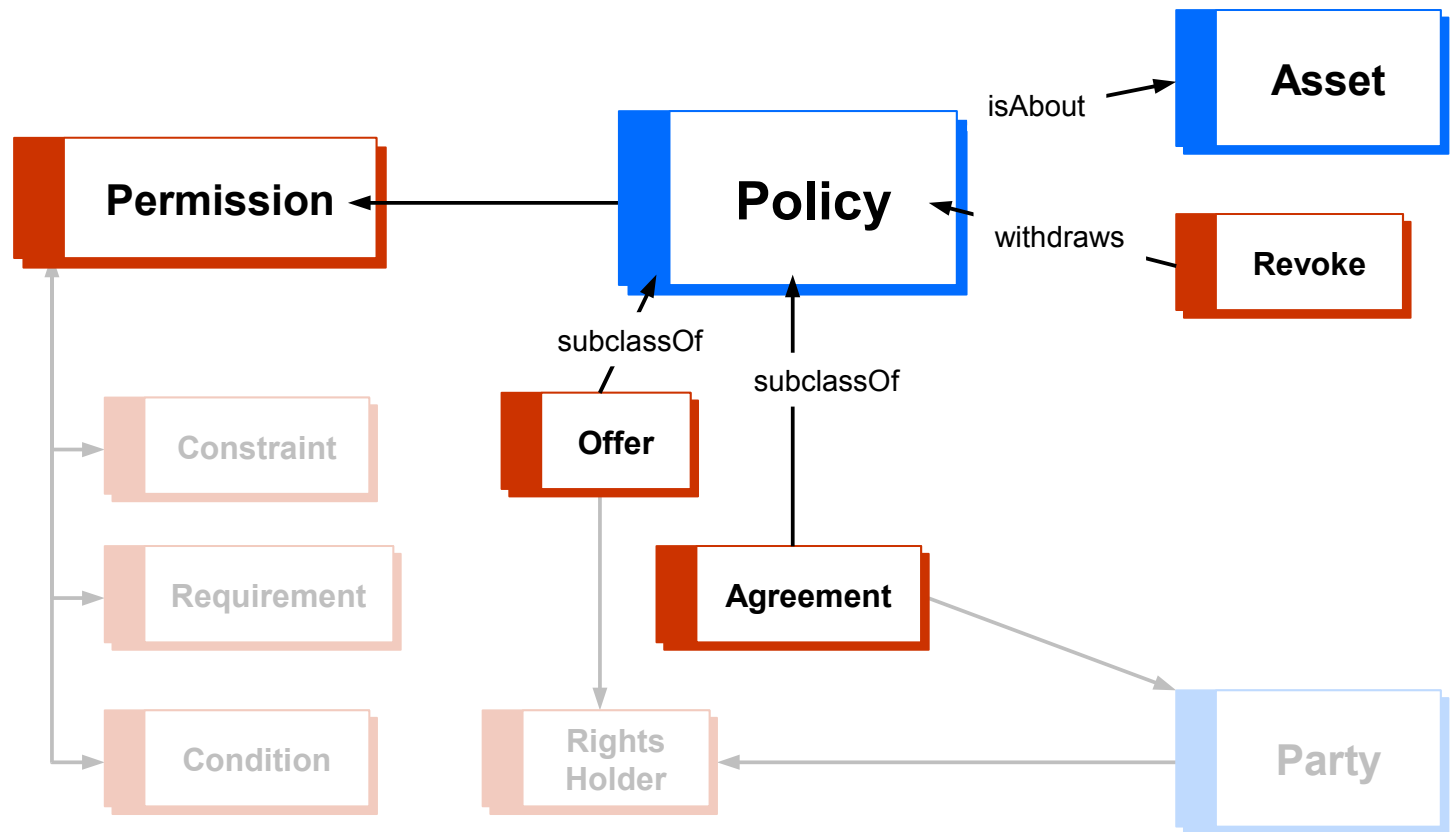 Asset
isAbout
Permission
Policy
withdraws
Revoke
subclassOf
subclassOf
Constraint
Offer
Requirement
Agreement
Condition
Rights
Holder
Party